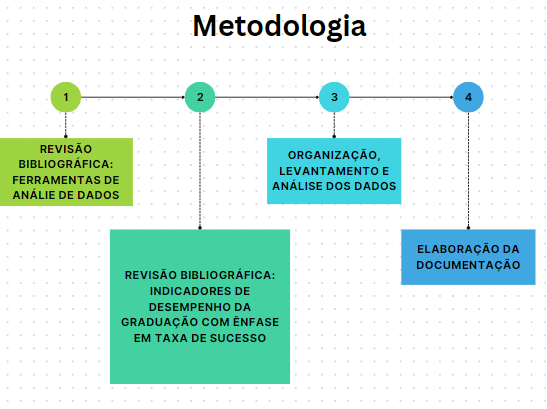 Metodologia
1
2
3
4
REVISÃO
BIBLIOGRÁFICA:
FERRAMENTAS DE
ANÁLIE DE DADOS
REVISÃO BIBLIOGRÁFICA:
INDICADORES DE
DESEMPENHO DA
GRADUAÇÃO COM ÊNFASE
EM TAXA DE SUCESSO
ORGANIZAÇÃO,
LEVANTAMENTO E
ANÁLISE DOS DADOS
ELABORAÇÃO DA
DOCUMENTAÇÃO